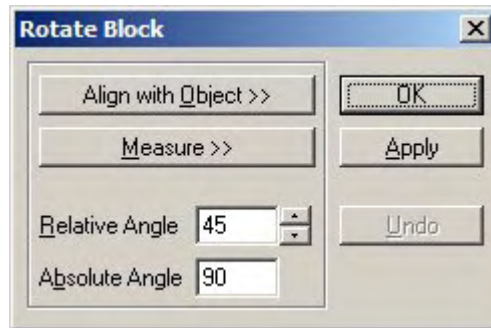 Rotate Block
Align with Object >>
OK
Measure >>
Apply
Relative Angle 45
Undo
Absolute Angle 90